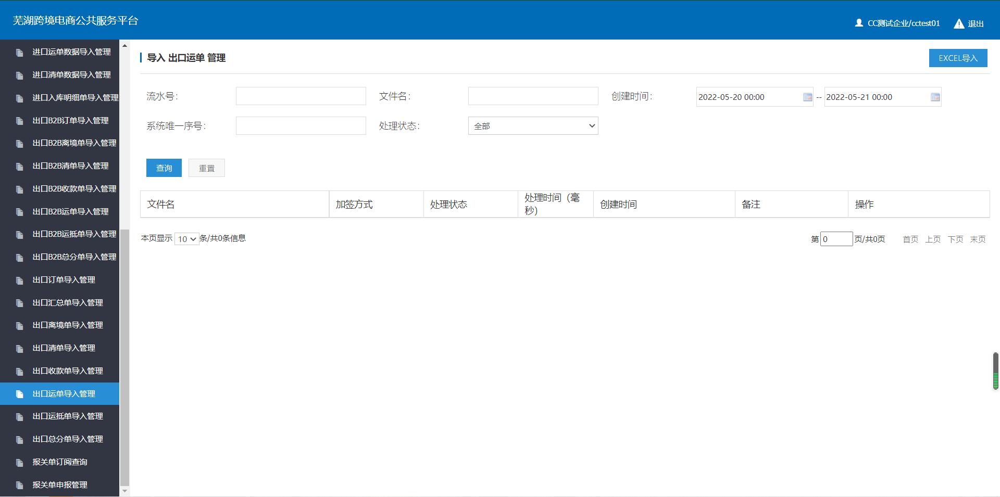 芜湖跨境电商公共服务平台
CC测试企业/cctest01 退出
进口运单数据导入管理
进口清单数据导入管理
进口入库明细单导入管理
出口B2B订单导入管理
出口B2B离境单导入管理
出口B2B清单导入管理
出口B2B收款单导入管理
出口B2B运单导入管理
出口B2B运抵单导入管理
出口B2B总分单导入管理
出口订单导入管理
出口汇总单导入管理
出口离境单导入管理
出口清单导入管理
出口收款单导入管理
出口运单导入管理
出口运抵单导入管理
出口总分单导入管理
报关单订阅查询
报关单申报管理
导入 出口运单 管理
EXCEL导入
流水号: 文件名: 创建时间: 2022-05-20 00:00 -- 2022-05-21 00:00
系统唯一序号: 处理状态: 全部
查询 重置
文件名 加签方式 处理状态 处理时间（毫秒） 创建时间 备注 操作
本页显示 10 条/共0条信息 第 0 页/共0页 首页 上页 下页 末页